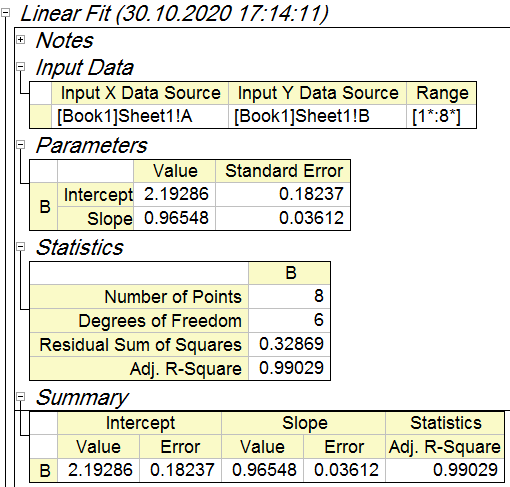 Linear Fit (30.10.2020 17:14:11)
Notes
Input Data
Input X Data Source Input Y Data Source Range
[Book1]Sheet1!A [Book1]Sheet1!B [1*:8*]
Parameters
Value Standard Error
B Intercept 2.19286 0.18237
Slope 0.96548 0.03612
Statistics
B
Number of Points 8
Degrees of Freedom 6
Residual Sum of Squares 0.32869
Adj. R-Square 0.99029
Summary
Intercept Slope Statistics
Value Error Value Error Adj. R-Square
B 2.19286 0.18237 0.96548 0.03612 0.99029